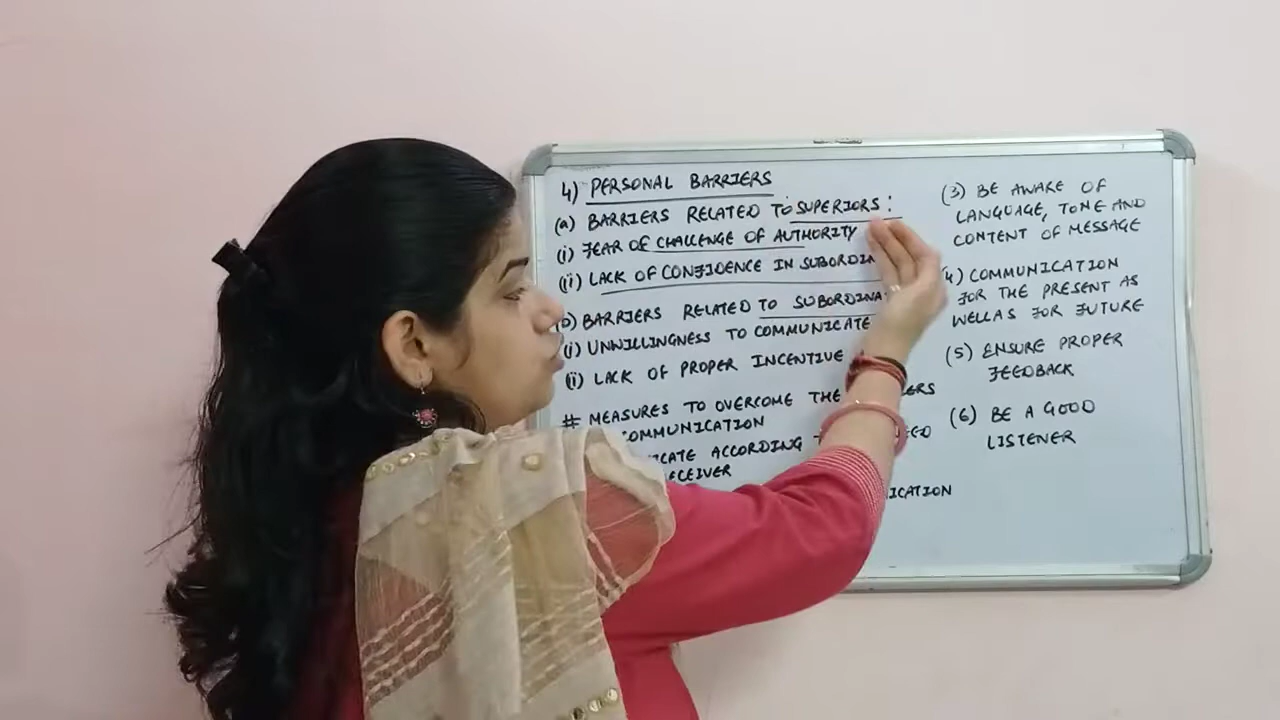 4) PERSONAL BARRIERS
(a) BARRIERS RELATED TO SUPERIORS:
(i) FEAR OF CHALLENGE OF AUTHORITY
(ii) LACK OF CONFIDENCE IN
BARRIERS RELATED TO
(i) UNWILLINGNESS TO COMMUNICATE
(i) LACK OF PROPER INCENTIVE
# MEASURES TO OVERCOME THE
COMMUNICATION
ACCORDING
(3) BE AWARE OF
LANGUAGE, TONE AND
CONTENT OF MESSAGE
4) COMMUNICATION
FOR THE PRESENT AS
WELL AS FOR FUTURE
(5) ENSURE PROPER
FEEDBACK
(6) BE A GOOD
LISTENER